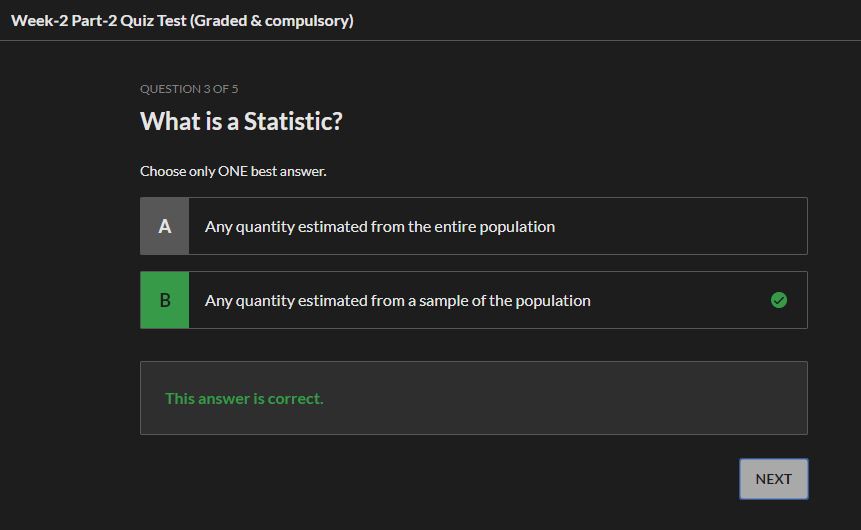 Week-2 Part-2 Quiz Test (Graded & compulsory)
QUESTION 3 OF 5
What is a Statistic?
Choose only ONE best answer.
A Any quantity estimated from the entire population
B Any quantity estimated from a sample of the population
This answer is correct.
NEXT